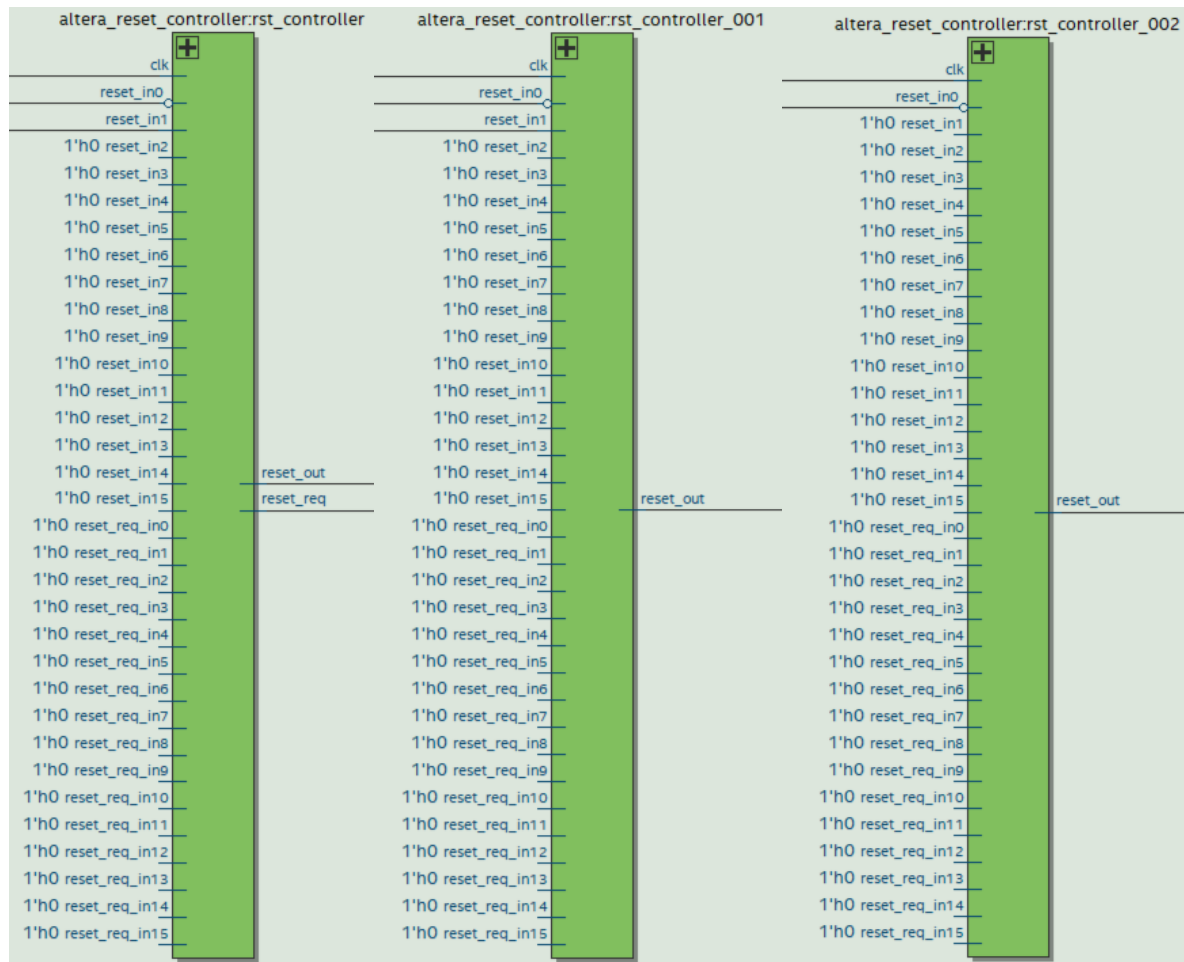 altera_reset_controller:rst_controller
clk
reset_in0
reset_in1
1'h0 reset_in2
1'h0 reset_in3
1'h0 reset_in4
1'h0 reset_in5
1'h0 reset_in6
1'h0 reset_in7
1'h0 reset_in8
1'h0 reset_in9
1'h0 reset_in10
1'h0 reset_in11
1'h0 reset_in12
1'h0 reset_in13
1'h0 reset_in14
1'h0 reset_in15
1'h0 reset_req_in0
1'h0 reset_req_in1
1'h0 reset_req_in2
1'h0 reset_req_in3
1'h0 reset_req_in4
1'h0 reset_req_in5
1'h0 reset_req_in6
1'h0 reset_req_in7
1'h0 reset_req_in8
1'h0 reset_req_in9
1'h0 reset_req_in10
1'h0 reset_req_in11
1'h0 reset_req_in12
1'h0 reset_req_in13
1'h0 reset_req_in14
1'h0 reset_req_in15
reset_out
reset_req
altera_reset_controller:rst_controller_001
clk
reset_in0
reset_in1
1'h0 reset_in2
1'h0 reset_in3
1'h0 reset_in4
1'h0 reset_in5
1'h0 reset_in6
1'h0 reset_in7
1'h0 reset_in8
1'h0 reset_in9
1'h0 reset_in10
1'h0 reset_in11
1'h0 reset_in12
1'h0 reset_in13
1'h0 reset_in14
1'h0 reset_in15
1'h0 reset_req_in0
1'h0 reset_req_in1
1'h0 reset_req_in2
1'h0 reset_req_in3
1'h0 reset_req_in4
1'h0 reset_req_in5
1'h0 reset_req_in6
1'h0 reset_req_in7
1'h0 reset_req_in8
1'h0 reset_req_in9
1'h0 reset_req_in10
1'h0 reset_req_in11
1'h0 reset_req_in12
1'h0 reset_req_in13
1'h0 reset_req_in14
1'h0 reset_req_in15
reset_out
altera_reset_controller:rst_controller_002
clk
reset_in0
1'h0 reset_in1
1'h0 reset_in2
1'h0 reset_in3
1'h0 reset_in4
1'h0 reset_in5
1'h0 reset_in6
1'h0 reset_in7
1'h0 reset_in8
1'h0 reset_in9
1'h0 reset_in10
1'h0 reset_in11
1'h0 reset_in12
1'h0 reset_in13
1'h0 reset_in14
1'h0 reset_in15
1'h0 reset_req_in0
1'h0 reset_req_in1
1'h0 reset_req_in2
1'h0 reset_req_in3
1'h0 reset_req_in4
1'h0 reset_req_in5
1'h0 reset_req_in6
1'h0 reset_req_in7
1'h0 reset_req_in8
1'h0 reset_req_in9
1'h0 reset_req_in10
1'h0 reset_req_in11
1'h0 reset_req_in12
1'h0 reset_req_in13
1'h0 reset_req_in14
1'h0 reset_req_in15
reset_out